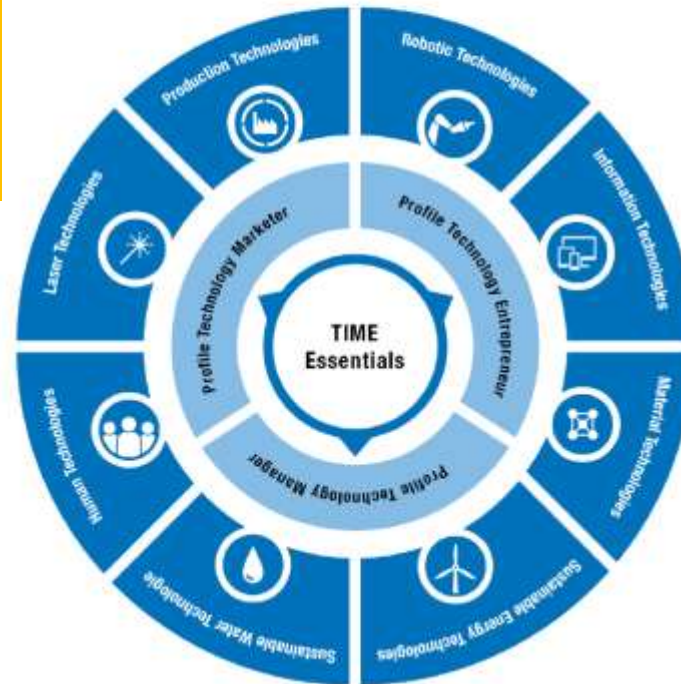 Production Technologies
Robotic Technologies
Information Technologies
Material Technologies
Sustainable Energy Technologies
Sustainable Water Technologie
Human Technologies
Laser Technologies
Profile Technology Marketer
Profile Technology Entrepreneur
Profile Technology Manager
TIME
Essentials